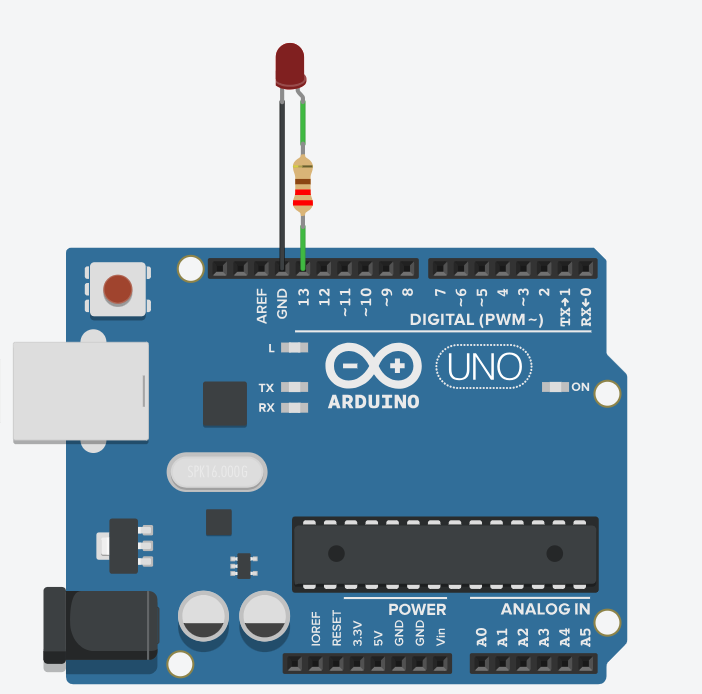 AREF
GND
13
12
~11
~10
~9
8
7
~6
~5
4
~3
2
TX→1
RX←0
DIGITAL (PWM~)
L
TX
RX
ARDUINO
UNO
ON
SPK16.000G
POWER
ANALOG IN
IOREF
RESET
3.3V
5V
GND
GND
Vin
A0
A1
A2
A3
A4
A5